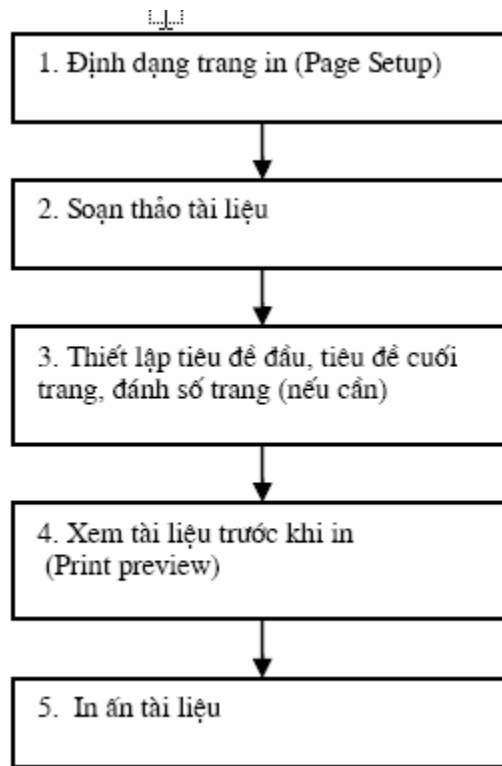 1. Định dạng trang in (Page Setup)
2. Soạn thảo tài liệu
3. Thiết lập tiêu đề đầu, tiêu đề cuối
trang, đánh số trang (nếu cần)
4. Xem tài liệu trước khi in
(Print preview)
5. In ấn tài liệu